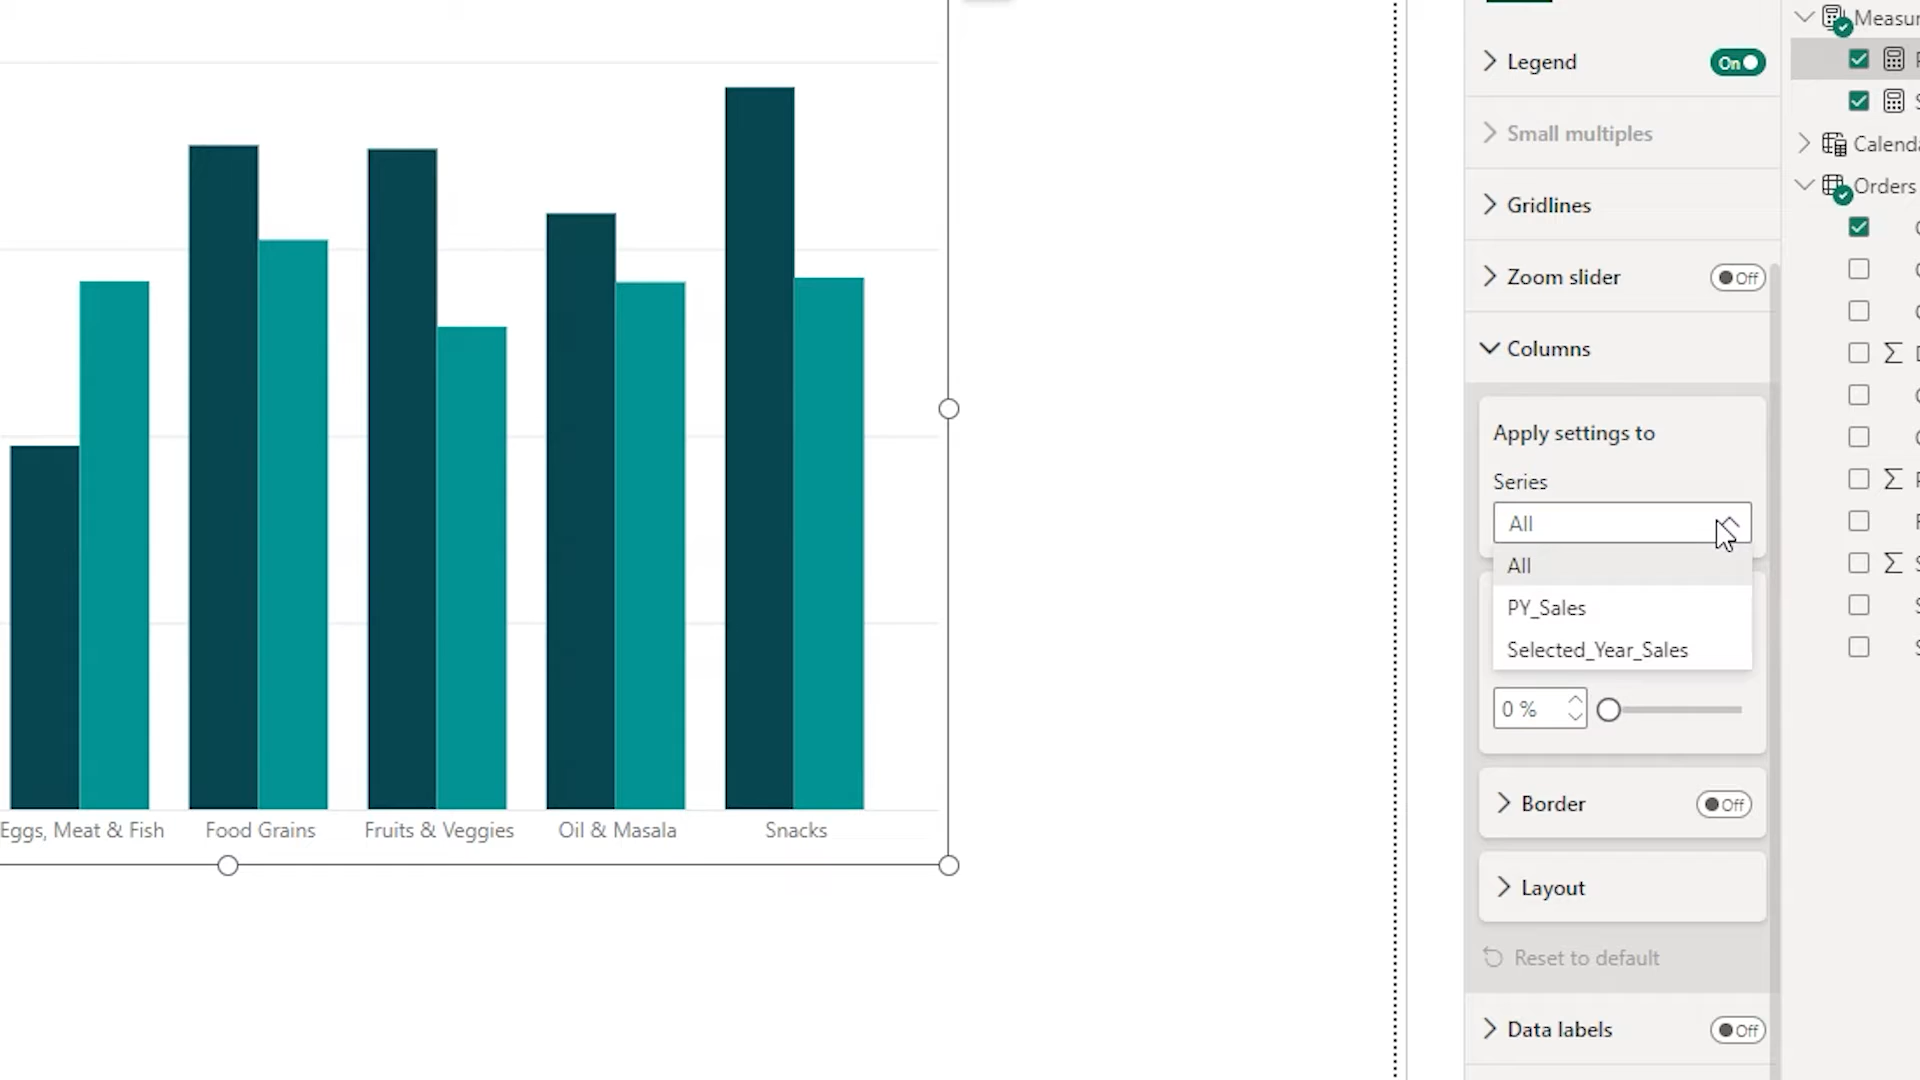 Eggs, Meat & Fish
Food Grains
Fruits & Veggies
Oil & Masala
Snacks
Legend
On
Small multiples
Gridlines
Zoom slider
Off
Columns
Apply settings to
Series
All
All
PY_Sales
Selected_Year_Sales
0 %
Border
Off
Layout
Reset to default
Data labels
Off
Orders